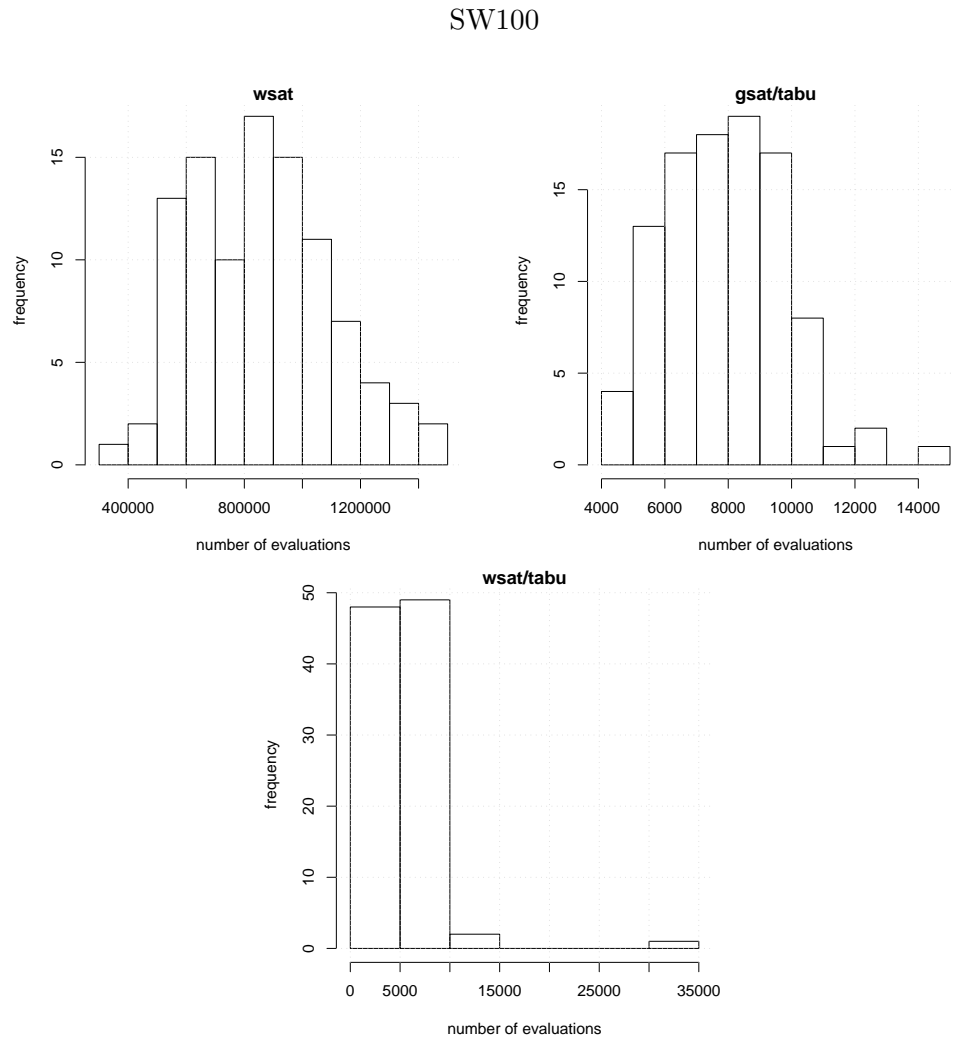 SW100
wsat
frequency
0 5 10 15
400000 800000 1200000
number of evaluations
gsat/tabu
frequency
0 5 10 15
4000 6000 8000 10000 12000 14000
number of evaluations
wsat/tabu
frequency
0 10 20 30 40 50
0 5000 15000 25000 35000
number of evaluations